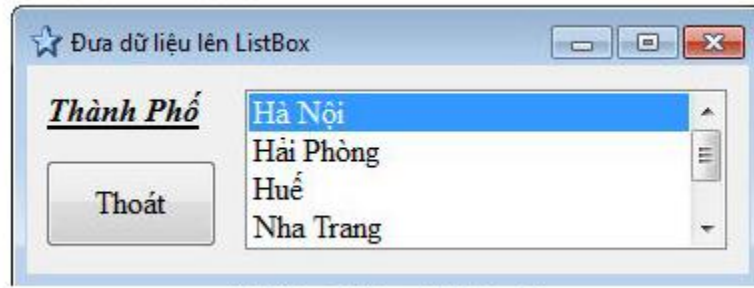 Đưa dữ liệu lên ListBox
Thành Phố
Hà Nội
Hải Phòng
Huế
Nha Trang
Thoát